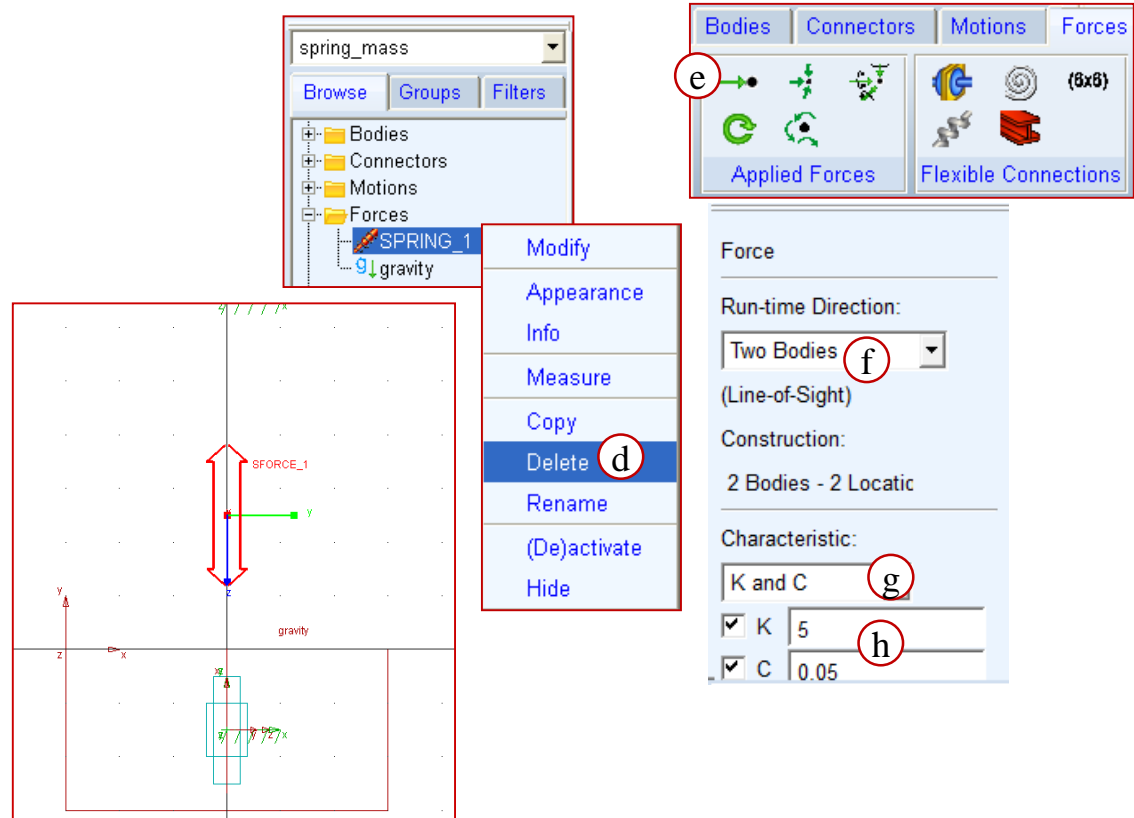 spring_mass
Browse Groups Filters
Bodies
Connectors
Motions
Forces
SPRING_1
gravity
Modify
Appearance
Info
Measure
Copy
Delete d
Rename
(De)activate
Hide
Bodies Connectors Motions Forces
e
(6x6)
Applied Forces Flexible Connections
Force
Run-time Direction:
Two Bodies f
(Line-of-Sight)
Construction:
2 Bodies - 2 Locatic
Characteristic:
K and C g
K 5
h
C 0.05
x
SFORCE_1
y
z
y
gravity
z x